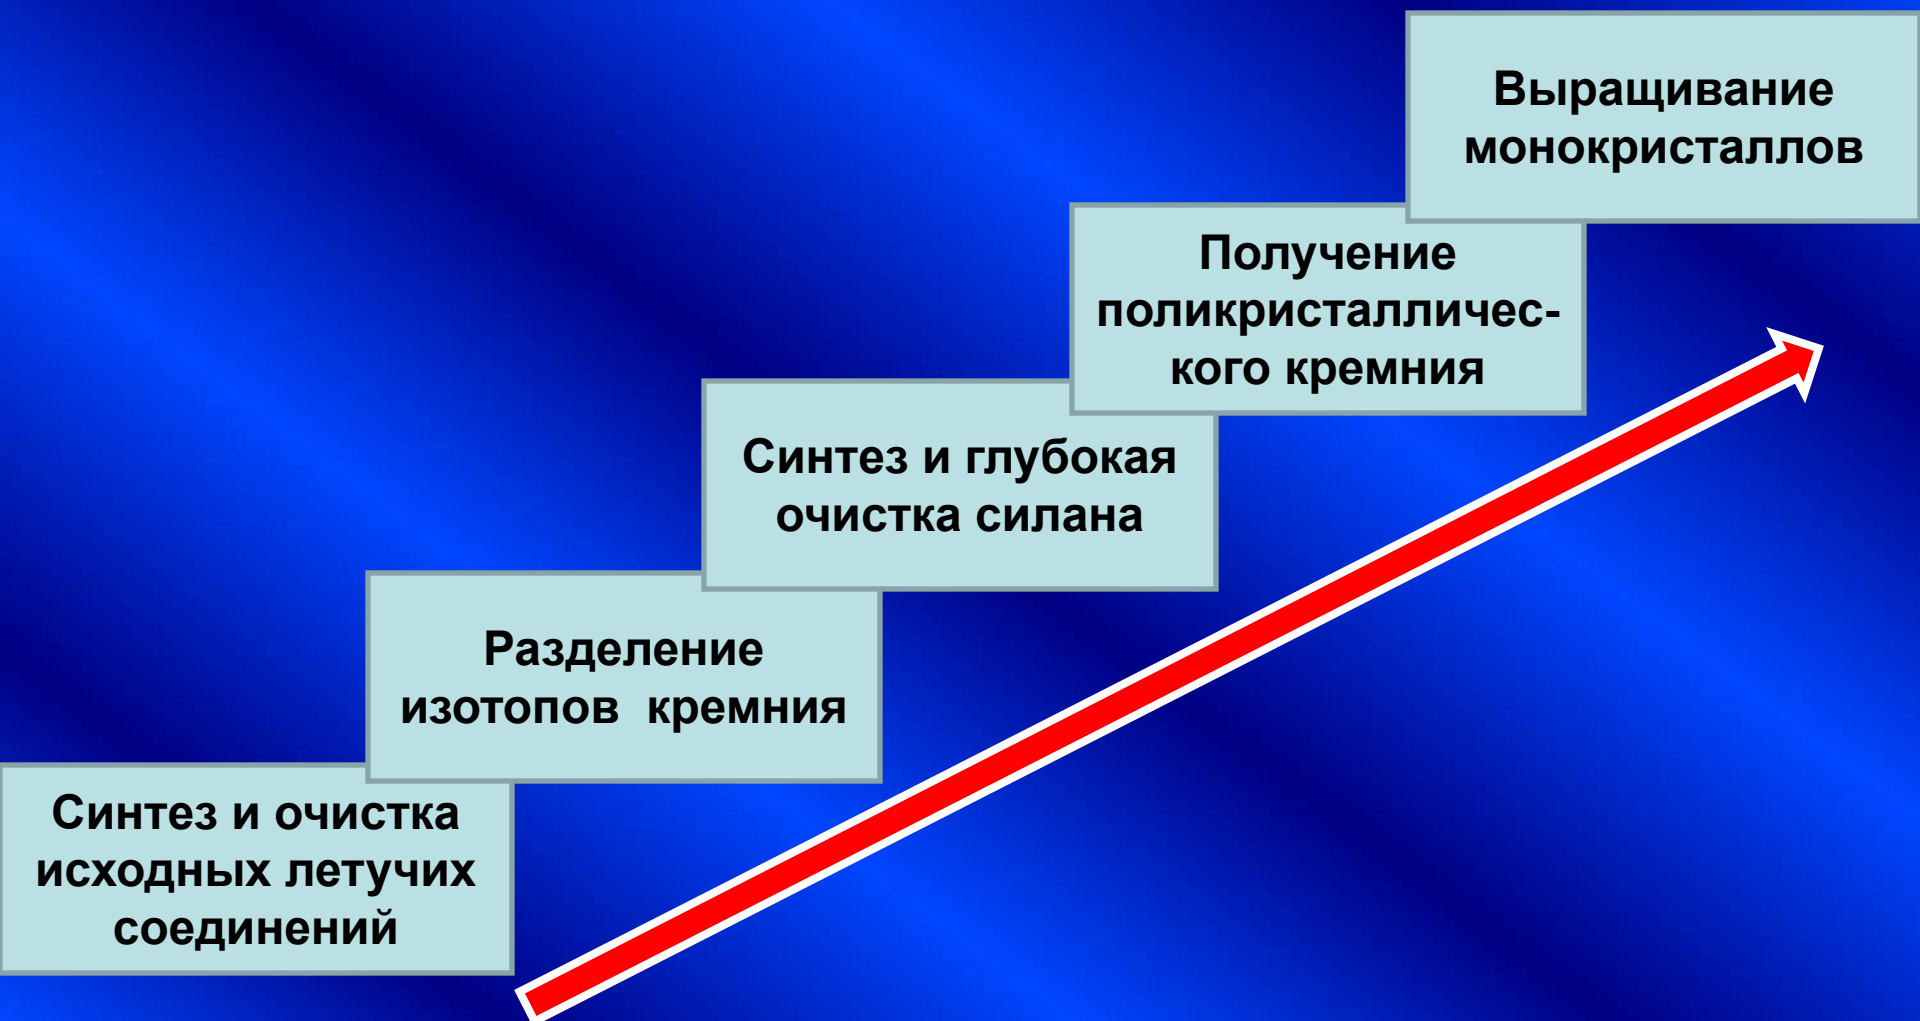 Выращивание
монокристаллов
Получение
поликристалличес-
кого кремния
Синтез и глубокая
очистка силана
Разделение
изотопов  кремния
Синтез и очистка
исходных летучих
соединений